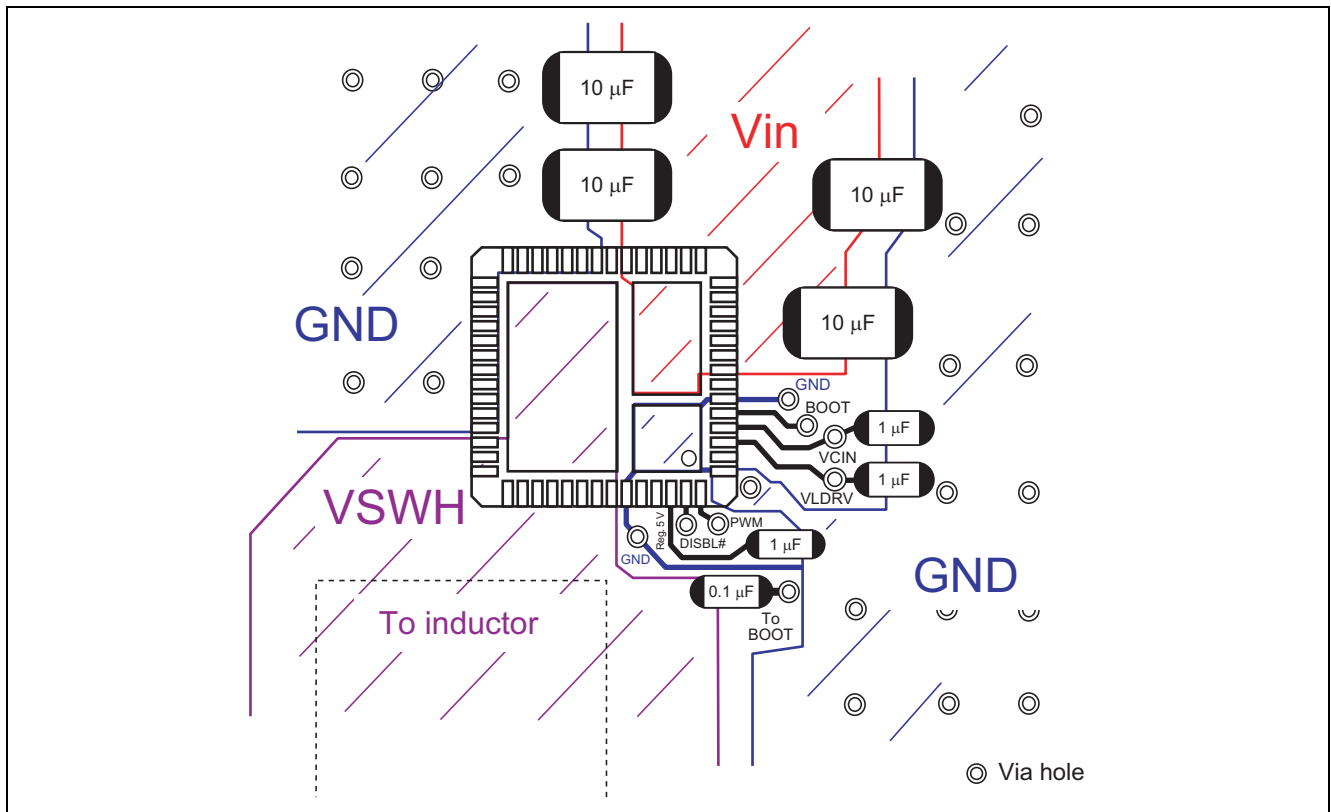 10 μF
10 μF
Vin
10 μF
10 μF
GND
GND
BOOT
1 μF
VCIN
1 μF
VLDRV
VSWH
Reg. 5 V
DISBL#
PWM
GND
1 μF
0.1 μF
To
BOOT
GND
To inductor
Via hole